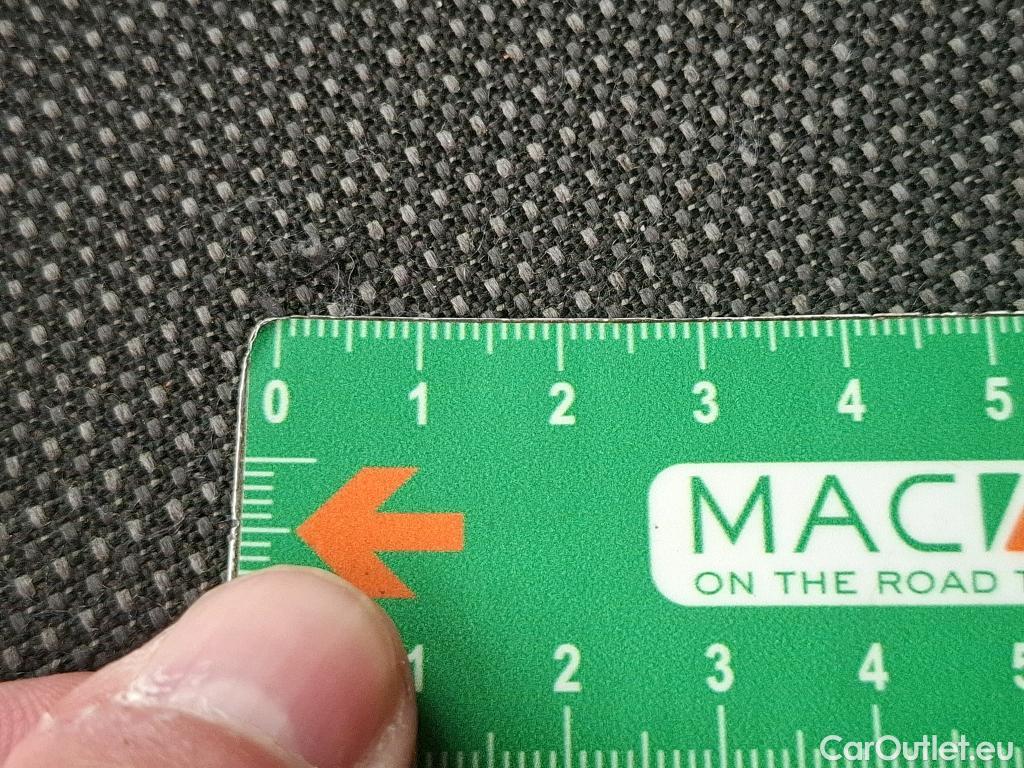 0 1 2 3 4 5
MAC
ON THE ROAD T
1 2 3 4 5
CarOutlet.eu